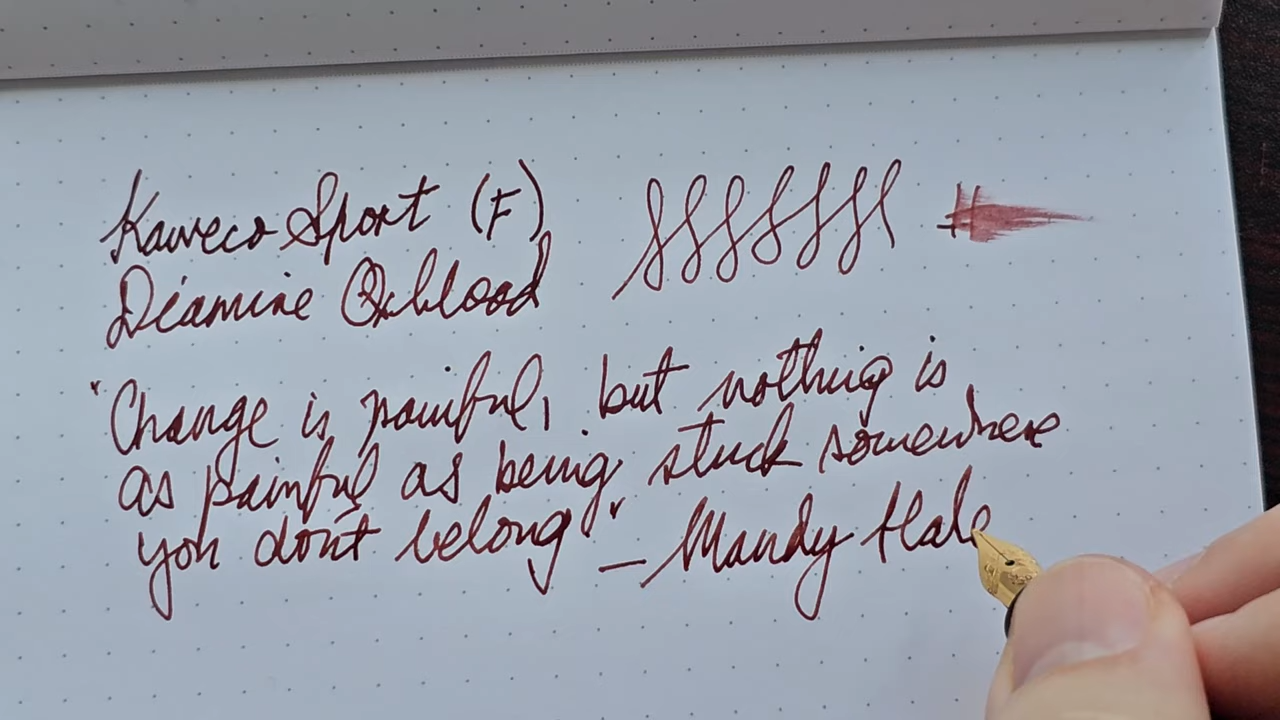 Kaweco Sport (F)
Diamine Oxblood
"Change is painful, but nothing is
as painful as being stuck somewhere
you don't belong" - Mandy Hale